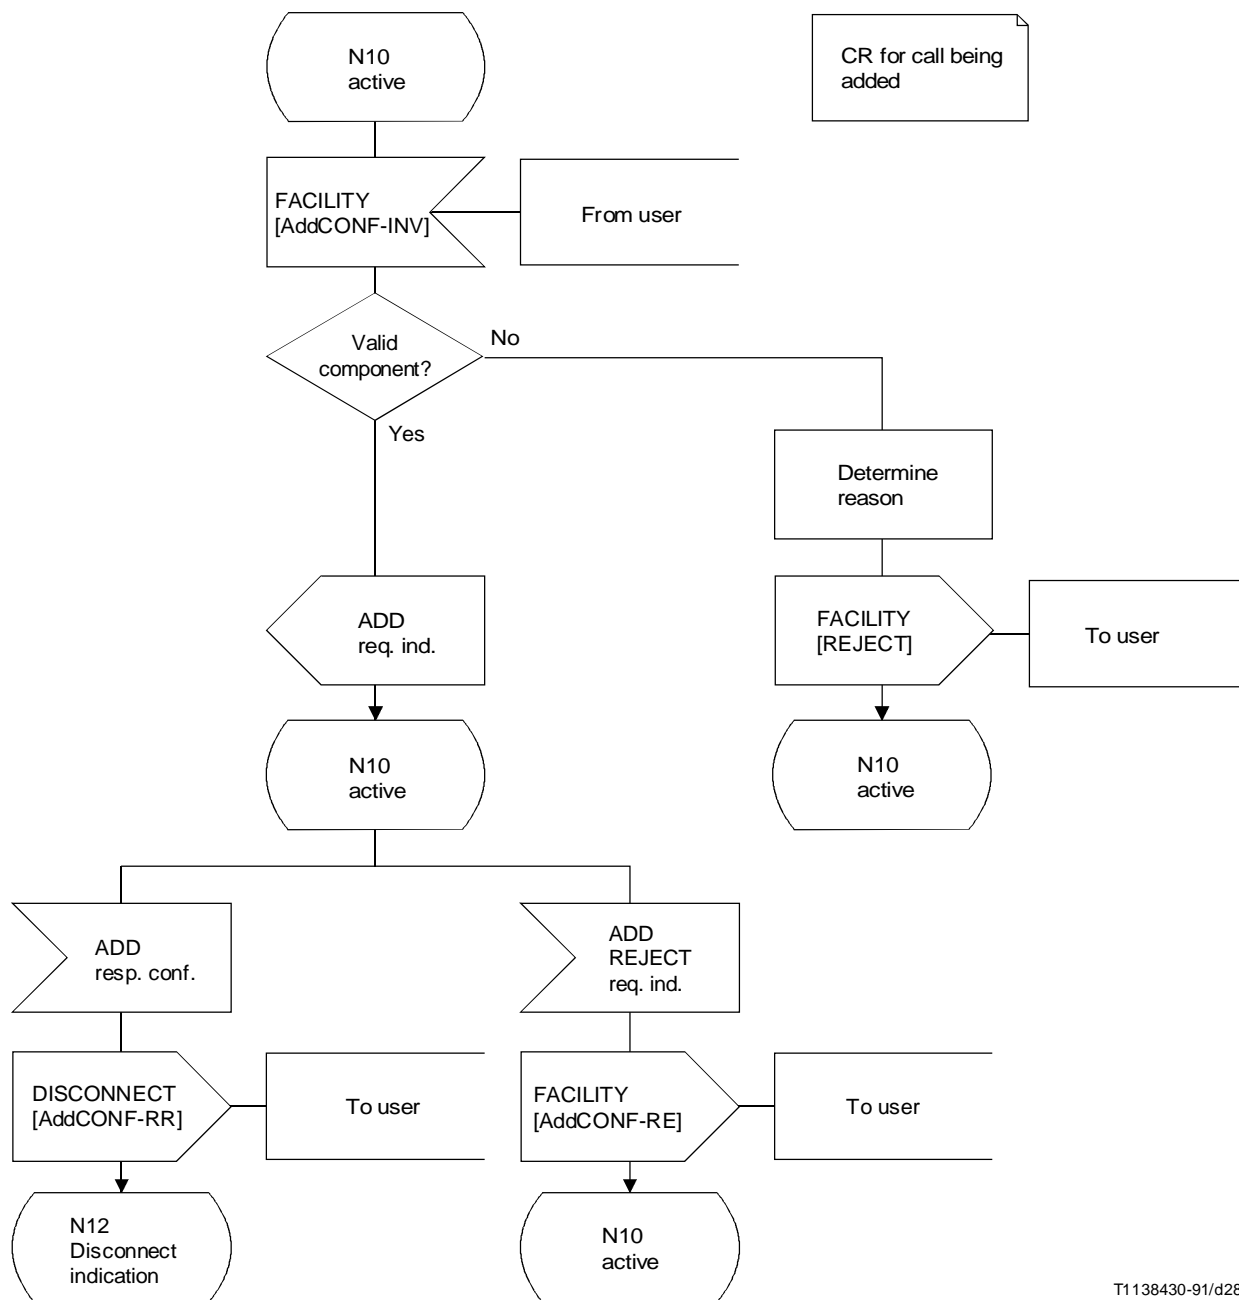 N10
active
CR for call being
added
FACILITY
[AddCONF-INV]
From user
Valid
component?
No
Yes
Determine
reason
ADD
req. ind.
FACILITY
[REJECT]
To user
N10
active
N10
active
ADD
resp. conf.
ADD
REJECT
req. ind.
DISCONNECT
[AddCONF-RR]
To user
FACILITY
[AddCONF-RE]
To user
N12
Disconnect
indication
N10
active
T1138430-91/d28